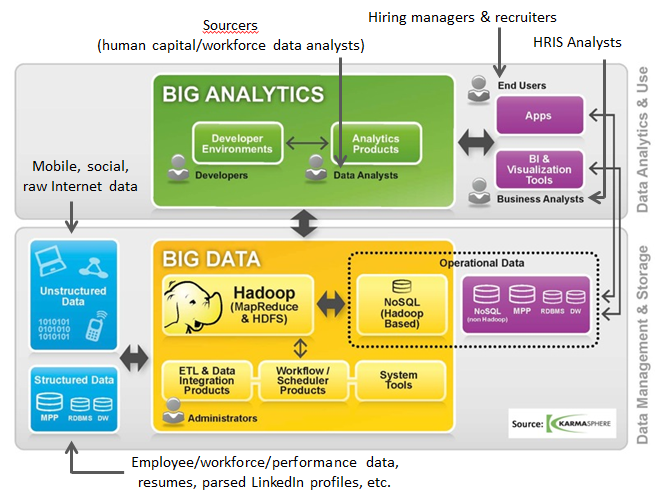 Sourcers
(human capital/workforce data analysts)
Hiring managers & recruiters
HRIS Analysts
Mobile, social,
raw Internet data
BIG ANALYTICS
Developer
Environments
Analytics
Products
Developers
Data Analysts
End Users
Apps
BI &
Visualization
Tools
Business Analysts
Data Analytics & Use
Unstructured
Data
1010101
010101
1010101
Structured Data
MPP
RDBMS
DW
BIG DATA
Hadoop
(MapReduce
& HDFS)
NoSQL
(Hadoop
Based)
Operational Data
NoSQL
(non Hadoop)
MPP
RDBMS
DW
ETL & Data
Integration
Products
Workflow /
Scheduler
Products
System
Tools
Administrators
Data Management & Storage
Source: KARMASPHERE
Employee/workforce/performance data,
resumes, parsed LinkedIn profiles, etc.